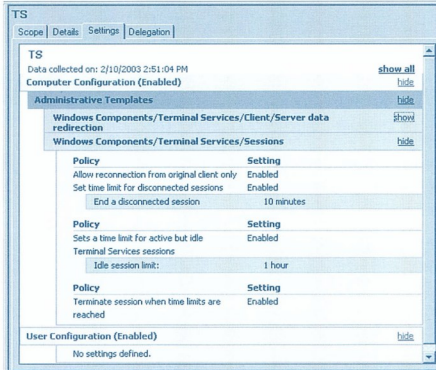 TS
Scope Details Settings Delegation
TS
Data collected on: 2/10/2003 2:51:04 PM show all
Computer Configuration (Enabled) hide
Administrative Templates hide
Windows Components/Terminal Services/Client/Server data show
redirection
Windows Components/Terminal Services/Sessions hide
Policy Setting
Allow reconnection from original client only Enabled
Set time limit for disconnected sessions Enabled
End a disconnected session 10 minutes
Policy Setting
Sets a time limit for active but idle Enabled
Terminal Services sessions
Idle session limit: 1 hour
Policy Setting
Terminate session when time limits are Enabled
reached
User Configuration (Enabled) hide
No settings defined.